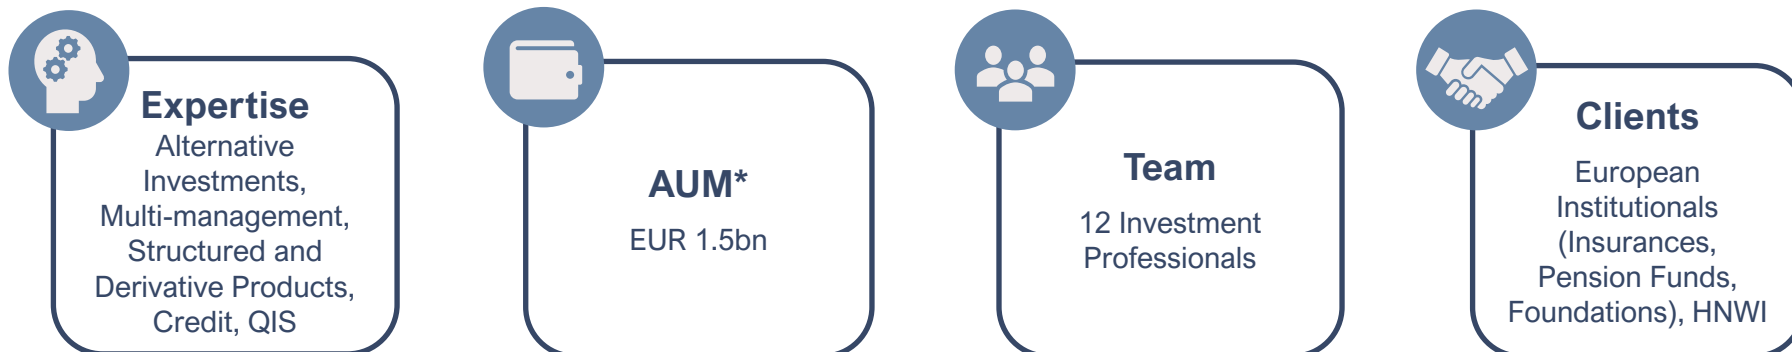 Expertise
Alternative
Investments,
Multi-management,
Structured and
Derivative Products,
Credit, QIS
AUM*
EUR 1.5bn
Team
12 Investment
Professionals
Clients
European
Institutionals
(Insurances,
Pension Funds,
Foundations), HNWI